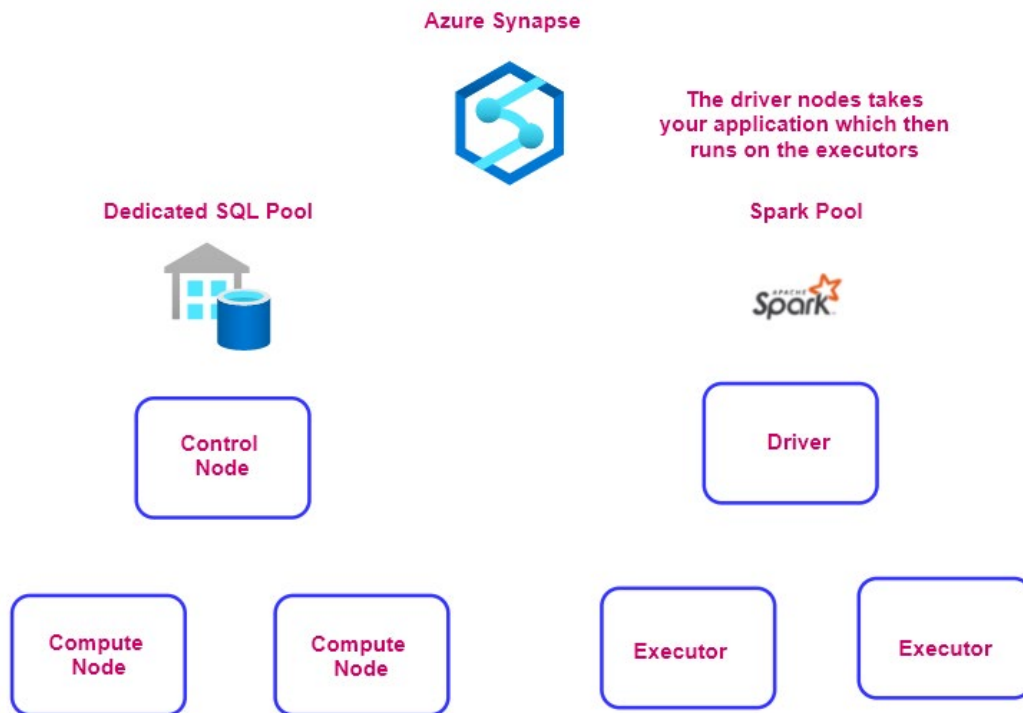 Azure Synapse
The driver nodes takes
your application which then
runs on the executors
Dedicated SQL Pool
Spark Pool
APACHE
Spark
Control
Node
Driver
Compute
Node
Compute
Node
Executor
Executor